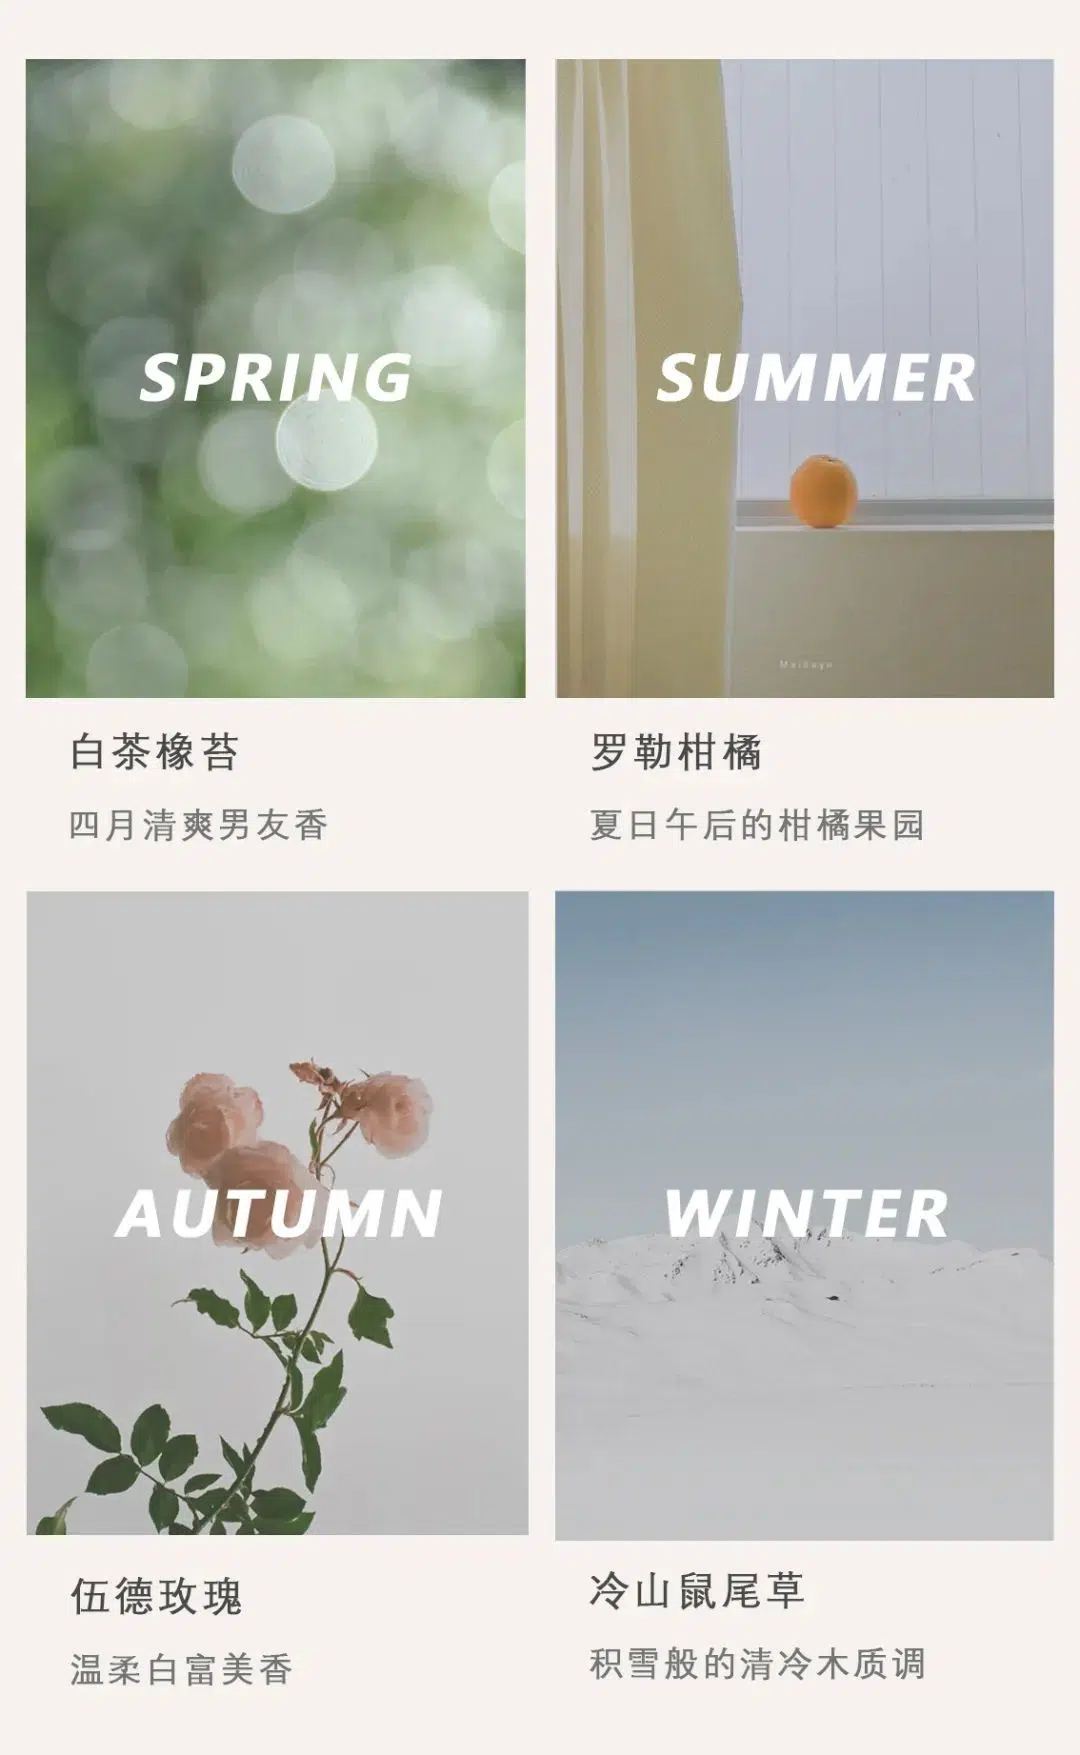 SPRING
SUMMER
白茶橡苔
四月清爽男友香
罗勒柑橘
夏日午后的柑橘果园
AUTUMN
WINTER
伍德玫瑰
温柔白富美香
冷山鼠尾草
积雪般的清冷木质调